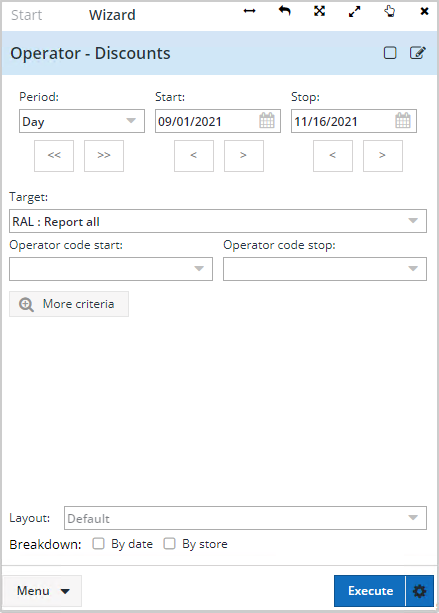 Start Wizard
Operator - Discounts
Period: Start: Stop:
Day 09/01/2021 11/16/2021
<< >> < > < >
Target:
RAL : Report all
Operator code start: Operator code stop:
More criteria
Layout: Default
Breakdown: By date By store
Menu Execute